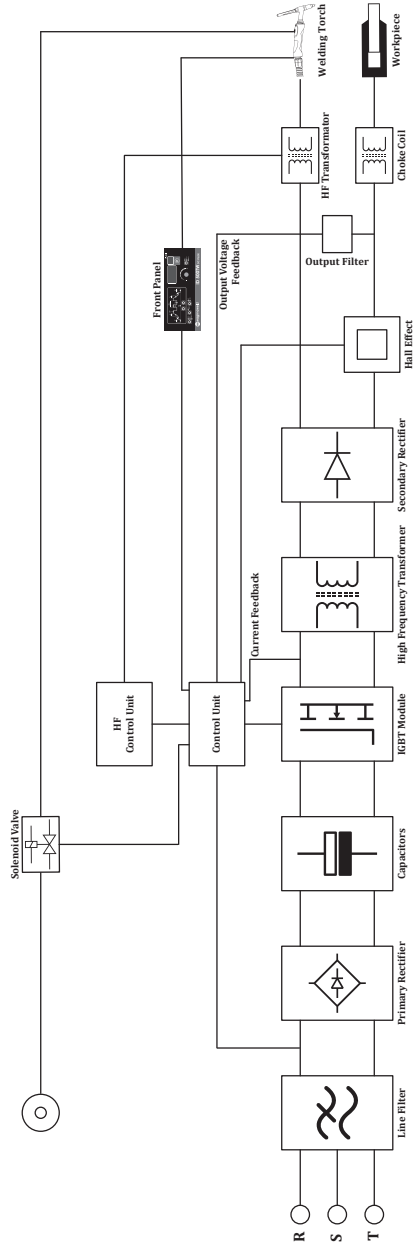 Welding Torch
Workpiece
HF Transformator
Choke Coil
Front Panel
Output Voltage
Feedback
Output Filter
Hall Effect
Secondary Rectifier
Current Feedback
High Frequency Transformer
HF
Control Unit
Control Unit
IGBT Module
Solenoid Valve
Capacitors
Primary Rectifier
Line Filter
R
S
T